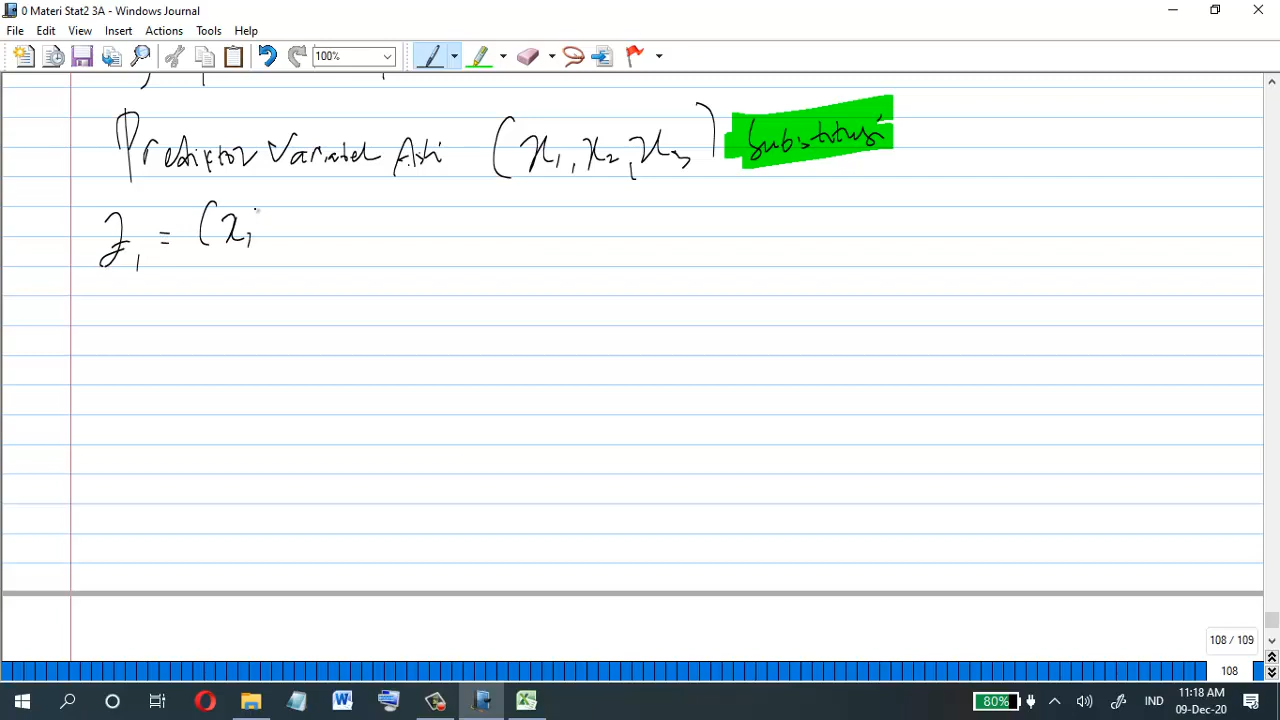 0 Materi Stat2 3A - Windows Journal
File Edit View Insert Actions Tools Help
100%
Prediktor Variabel Asli (x1, x2, x3) Substitusi
z1 = (x1
108 / 109
108
80% IND 11:18 AM
09-Dec-20